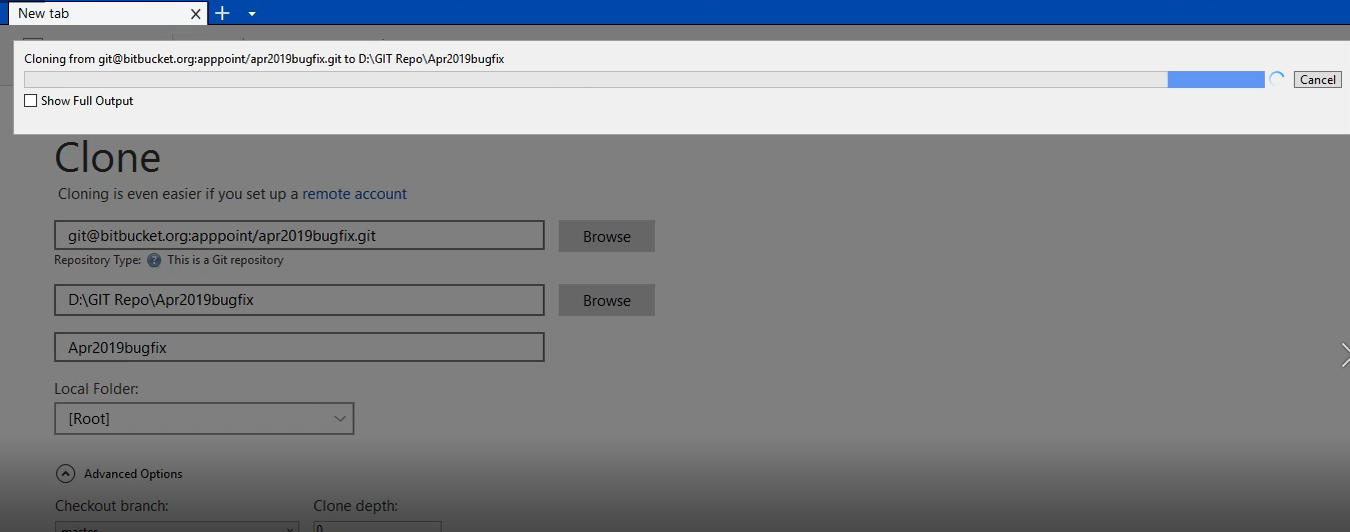 New tab
Cloning from git@bitbucket.org:apppoint/apr2019bugfix.git to D:\GIT Repo\Apr2019bugfix
Cancel
Show Full Output
Clone
Cloning is even easier if you set up a remote account
git@bitbucket.org:apppoint/apr2019bugfix.git
Browse
Repository Type: ? This is a Git repository
D:\GIT Repo\Apr2019bugfix
Browse
Apr2019bugfix
Local Folder:
[Root]
Advanced Options
Checkout branch: Clone depth:
master 0